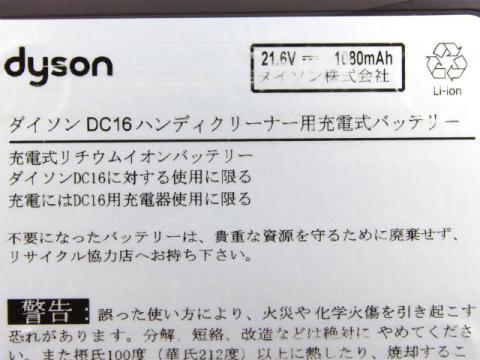 dyson
21.6V ⎓ 1080mAh
ダイソン株式会社
Li-ion
ダイソン DC16ハンディクリーナー用充電式バッテリー
充電式リチウムイオンバッテリー
ダイソンDC16に対する使用に限る
充電にはDC16用充電器使用に限る
不要になったバッテリーは、貴重な資源を守るために廃棄せず、
リサイクル協力店へお持ち下さい。
警告: 誤った使い方により、火災や化学火傷を引き起こす
恐れがあります。分解、短絡、改造などは絶対に やめてくださ
い。また摂氏100度（華氏212度）以上に熱したり、焼却するこ